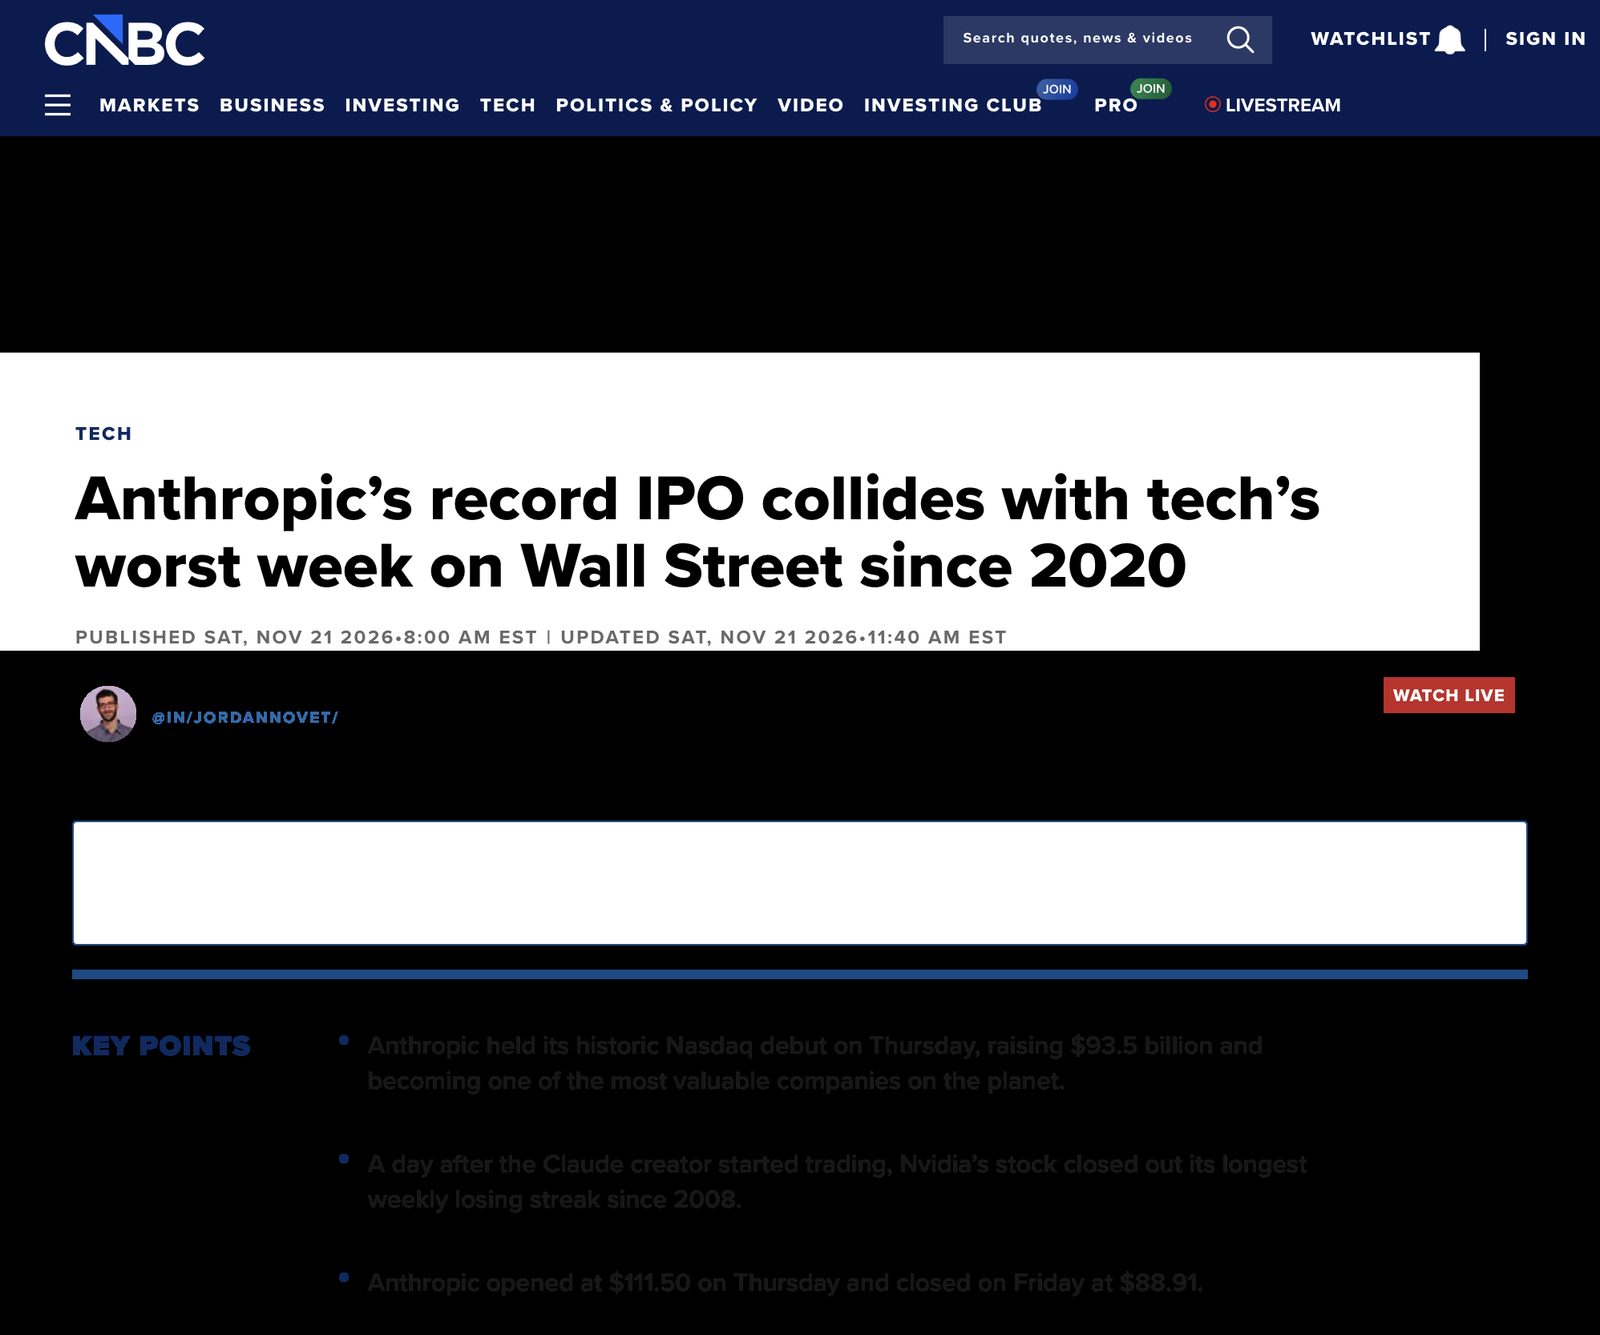 CNBC
Search quotes, news & videos
WATCHLIST
SIGN IN
MARKETS
BUSINESS
INVESTING
TECH
POLITICS & POLICY
VIDEO
INVESTING CLUB
JOIN
PRO
JOIN
LIVESTREAM
TECH
Anthropic’s record IPO collides with tech’s
worst week on Wall Street since 2020
PUBLISHED SAT, NOV 21 2026•8:00 AM EST | UPDATED SAT, NOV 21 2026•11:40 AM EST
@IN/JORDANNOVET/
WATCH LIVE
KEY POINTS
Anthropic held its historic Nasdaq debut on Thursday, raising $93.5 billion and
becoming one of the most valuable companies on the planet.
A day after the Claude creator started trading, Nvidia’s stock closed out its longest
weekly losing streak since 2008.
Anthropic opened at $111.50 on Thursday and closed on Friday at $88.91.